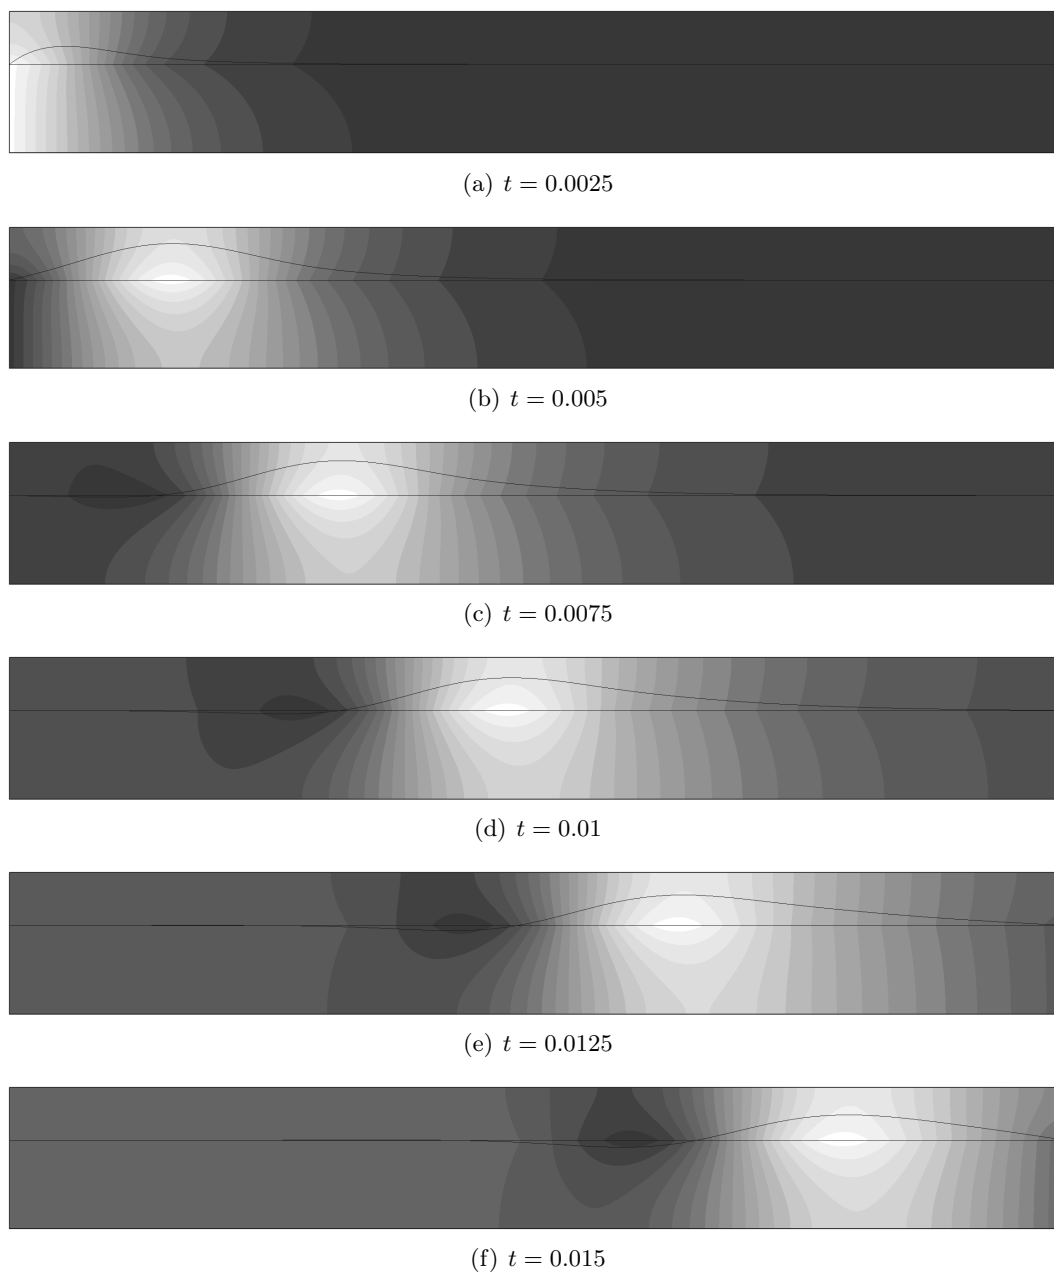 (a) t = 0.0025
(b) t = 0.005
(c) t = 0.0075
(d) t = 0.01
(e) t = 0.0125
(f) t = 0.015